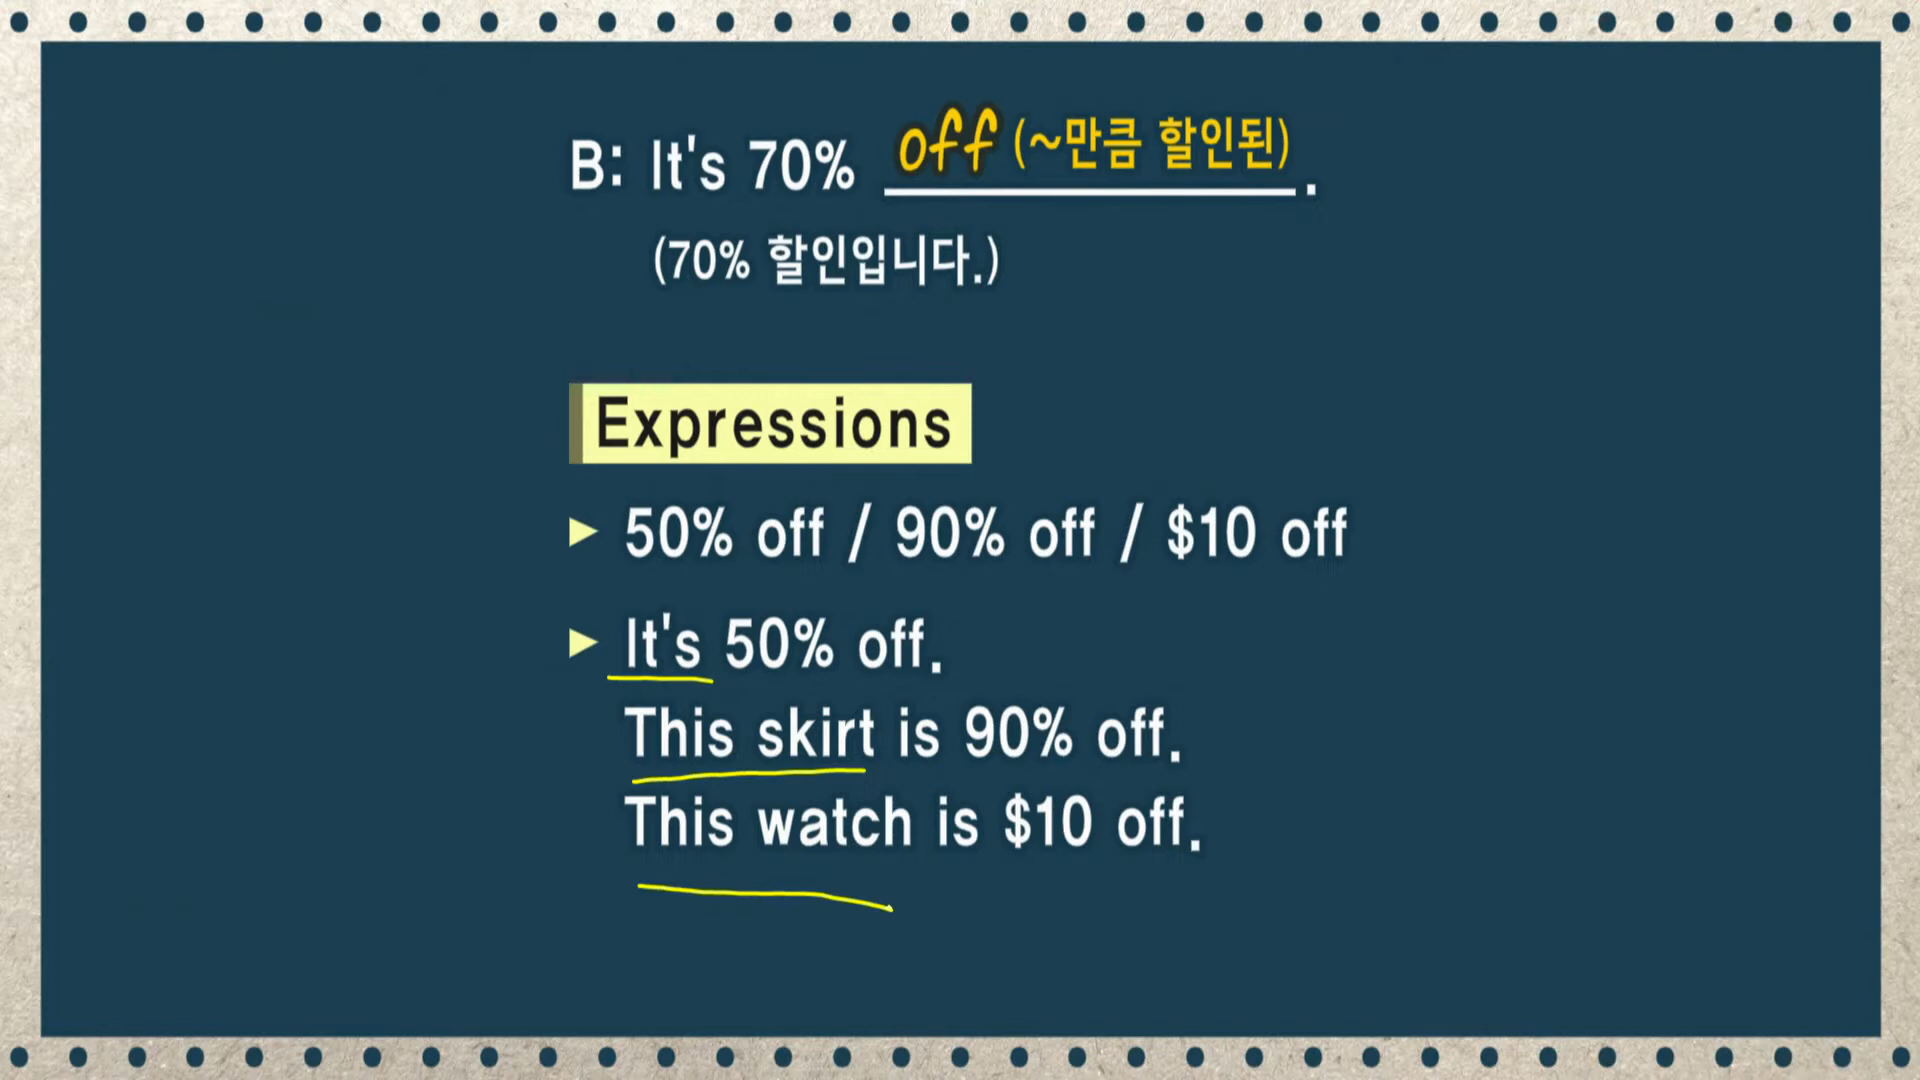 B: It's 70% off (~만큼 할인된).
(70% 할인입니다.)
Expressions
▶ 50% off / 90% off / $10 off
▶ It's 50% off.
This skirt is 90% off.
This watch is $10 off.